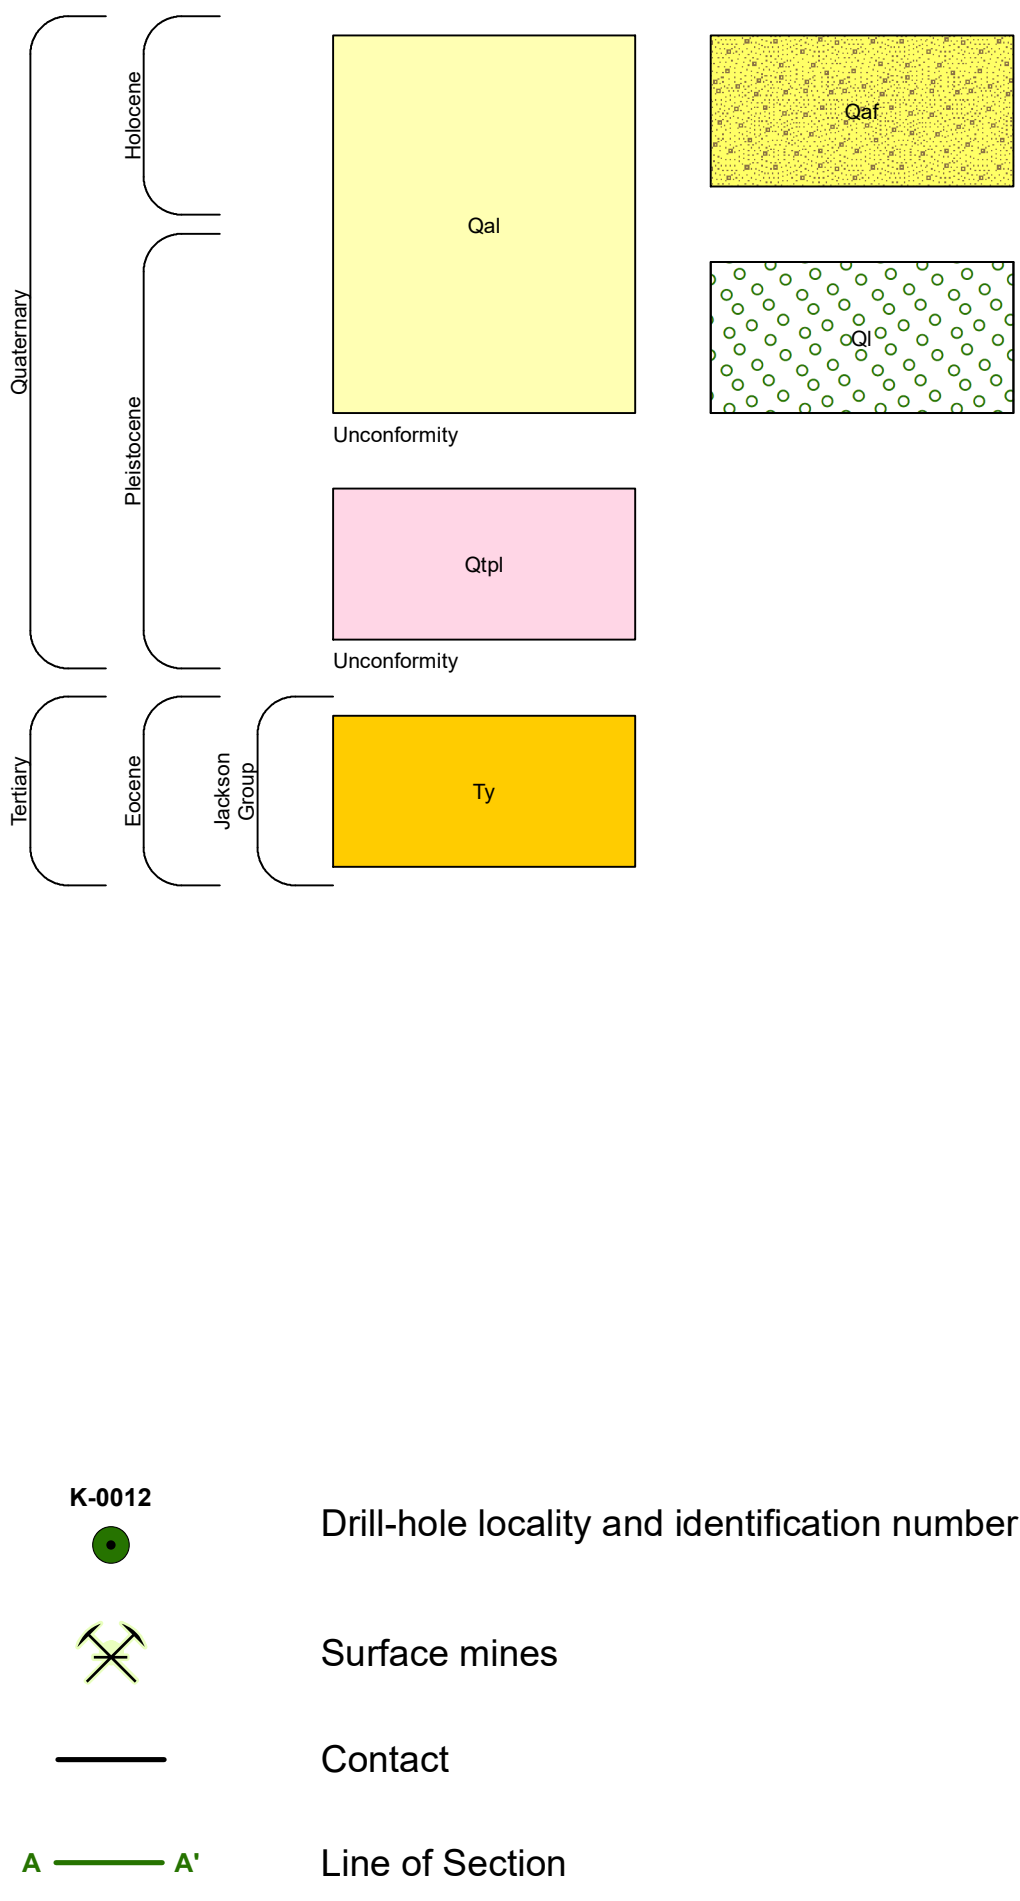 Quaternary
Holocene
Pleistocene
Qal
Qaf
Ql
Unconformity
Qtpl
Unconformity
Tertiary
Eocene
Jackson
Group
Ty
K-0012
Drill-hole locality and identification number
Surface mines
Contact
A A'
Line of Section